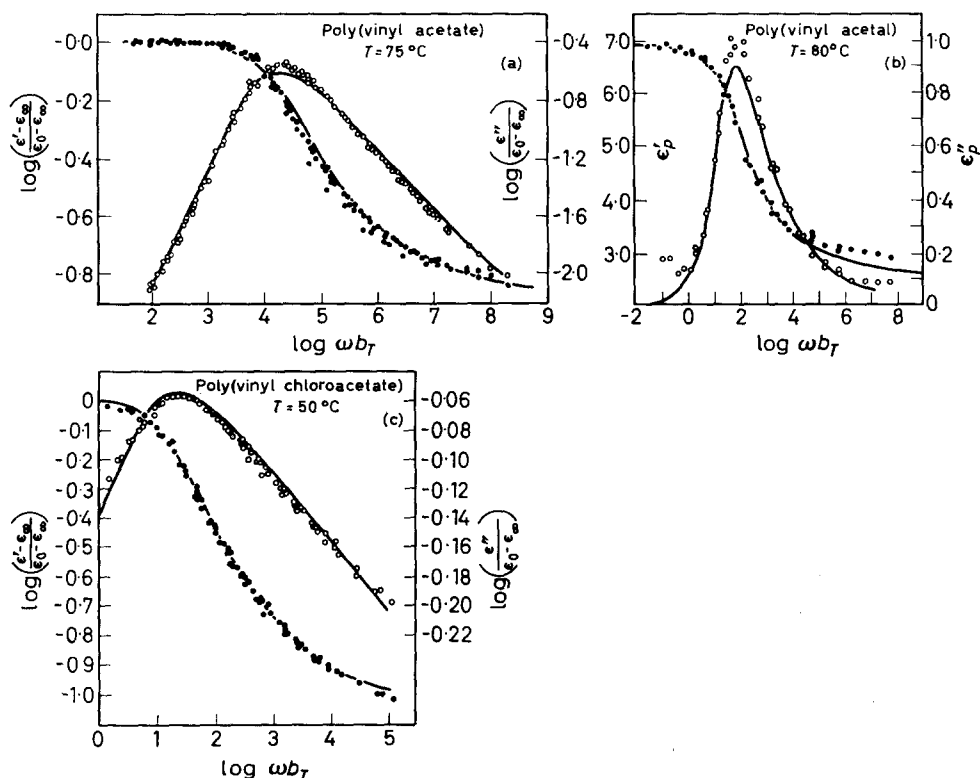 Poly(vinyl acetate)
T = 75 °C
(a)
log(ε′-ε∞/ε0-ε∞)
-0·0
-0·2
-0·4
-0·6
-0·8
log(ε″/ε0-ε∞)
-0·4
-0·8
-1·2
-1·6
-2·0
2 3 4 5 6 7 8 9
log ωbT
Poly(vinyl acetal)
T = 80 °C
(b)
ε′p
7·0
6·0
5·0
4·0
3·0
ε″p
1·0
0·8
0·6
0·4
0·2
0
-2 0 2 4 6 8
log ωbT
Poly(vinyl chloroacetate)
T = 50 °C
(c)
log(ε′-ε∞/ε0-ε∞)
0
-0·1
-0·2
-0·3
-0·4
-0·5
-0·6
-0·7
-0·8
-0·9
-1·0
log(ε″/ε0-ε∞)
-0·06
-0·08
-0·10
-0·12
-0·14
-0·16
-0·18
-0·20
-0·22
0 1 2 3 4 5
log ωbT